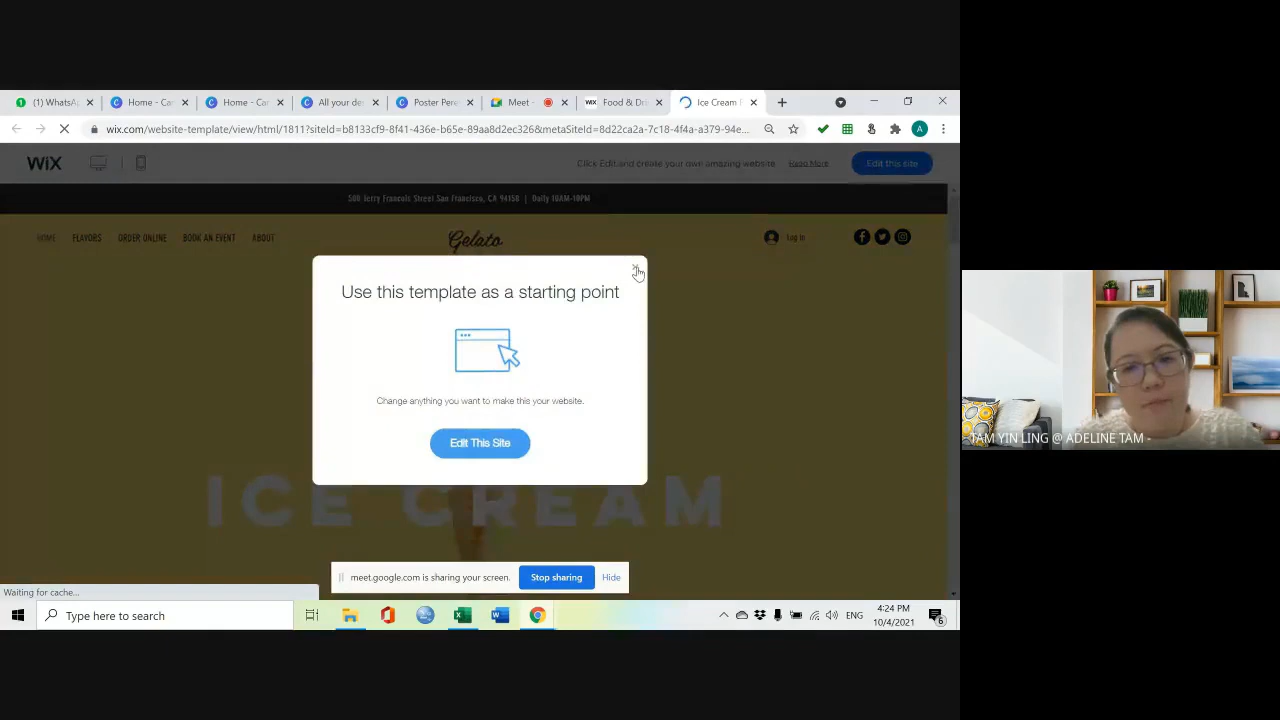 (1) WhatsA
Home - Ca
Home - Ca
All your de
Poster Pere
Meet -
WiX Food & Dri
Ice Cream
wix.com/website-template/view/html/1811?siteId=b8133cf9-8f41-436e-b65e-89aa8d2ec326&metaSiteId=8d22ca2a-7c18-4f4a-a379-94e...
A
WiX
Click Edit and create your own amazing website
Read More
Edit this site
500 Terry Francois Street San Francisco, CA 94158 | Daily 10AM-10PM
HOME
FLAVORS
ORDER ONLINE
BOOK AN EVENT
ABOUT
Gelato
Log In
Use this template as a starting point
Change anything you want to make this your website.
Edit This Site
ICE CREAM
meet.google.com is sharing your screen.
Stop sharing
Hide
Waiting for cache...
Type here to search
ENG
4:24 PM
10/4/2021
6
TAM YIN LING @ ADELINE TAM -